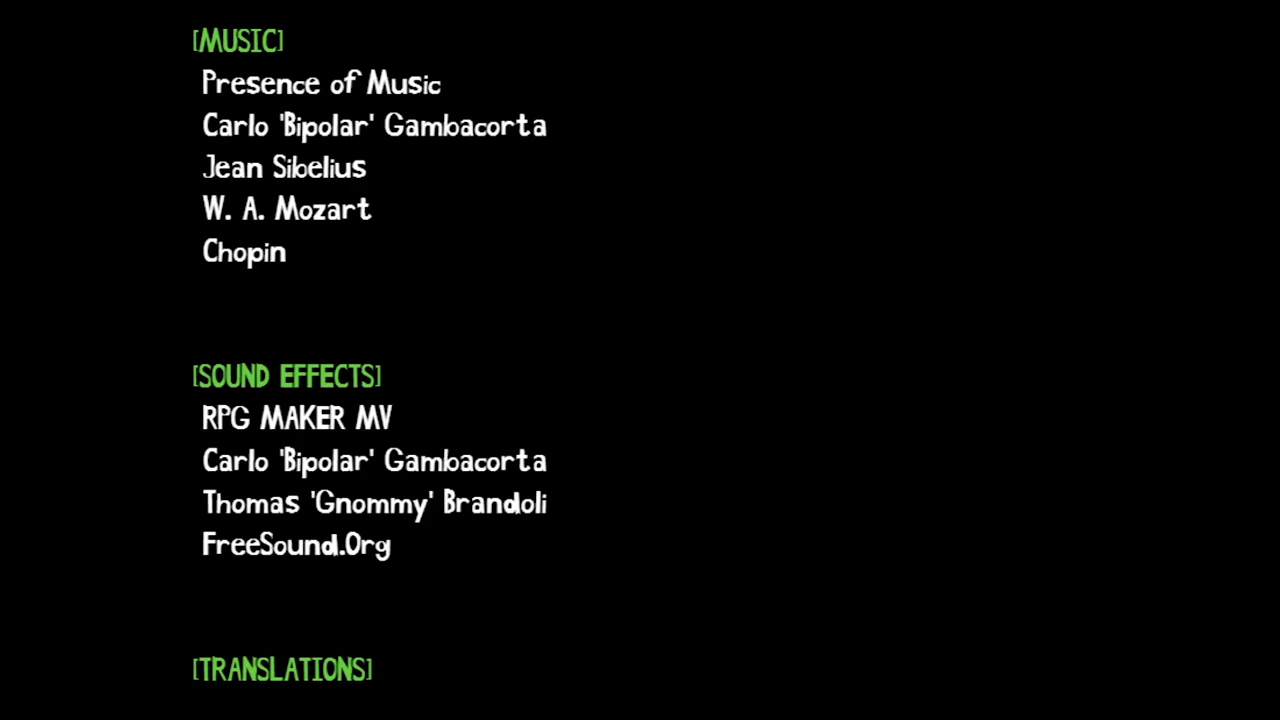 [MUSIC]
Presence of Music
Carlo 'Bipolar' Gambacorta
Jean Sibelius
W. A. Mozart
Chopin
[SOUND EFFECTS]
RPG MAKER MV
Carlo 'Bipolar' Gambacorta
Thomas 'Gnommy' Brandoli
FreeSound.Org
[TRANSLATIONS]